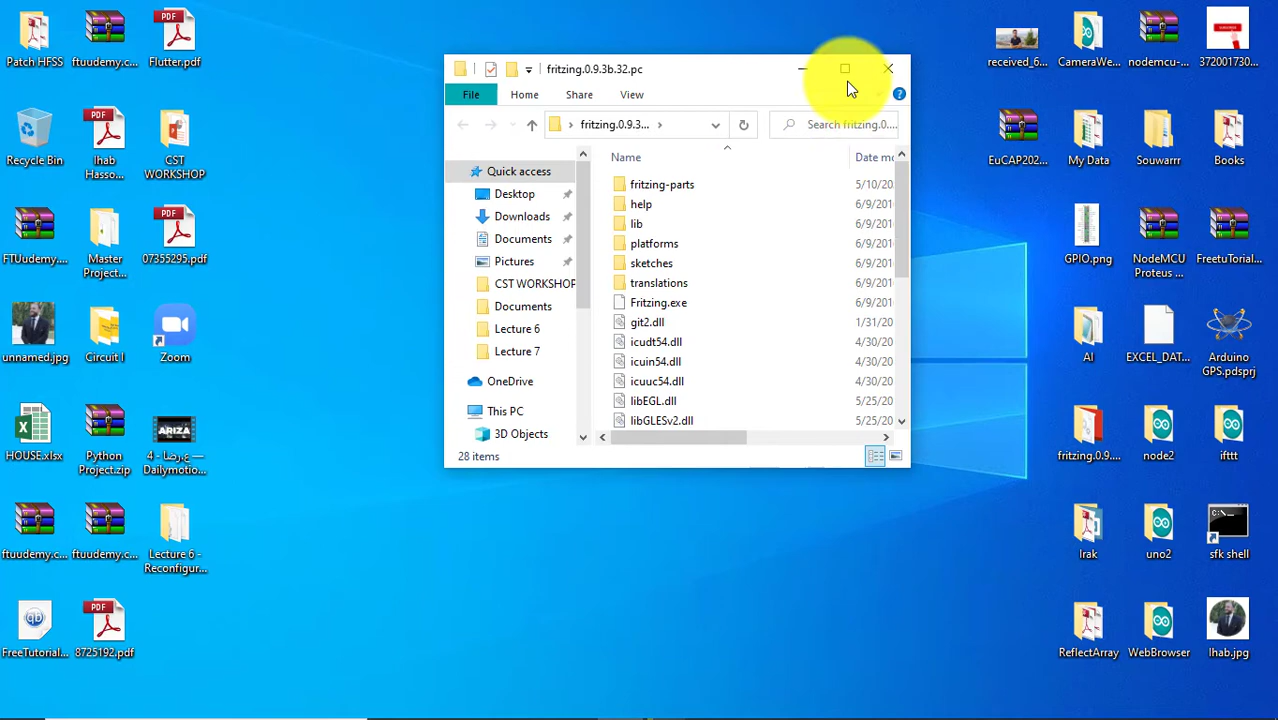 Patch HFSS
ftuudemy.c...
Flutter.pdf
Recycle Bin
Ihab
Hasso...
CST
WORKSHOP
FTUudemy....
Master
Project...
07355295.pdf
unnamed.jpg
Circuit I
Zoom
HOUSE.xlsx
Python
Project.zip
ع.رضا - 4 —
Dailymotio...
ftuudemy.c...
ftuudemy.c...
Lecture 6 -
Reconfigur...
FreeTutorial...
8725192.pdf
fritzing.0.9.3b.32.pc
File
Home
Share
View
fritzing.0.9.3...
Search fritzing.0....
Name
Date mo
Quick access
Desktop
Downloads
Documents
Pictures
CST WORKSHOP
Documents
Lecture 6
Lecture 7
OneDrive
This PC
3D Objects
fritzing-parts 5/10/20
help 6/9/201
lib 6/9/201
platforms 6/9/201
sketches 6/9/201
translations 6/9/201
Fritzing.exe 6/9/201
git2.dll 1/31/20
icudt54.dll 4/30/20
icuin54.dll 4/30/20
icuuc54.dll 4/30/20
libEGL.dll 5/25/20
libGLESv2.dll 5/25/20
28 items
received_6...
CameraWe...
nodemcu-...
372001730...
EuCAP202...
My Data
Souwarrr
Books
GPIO.png
NodeMCU
Proteus ...
FreetuTorial...
AI
EXCEL_DAT...
Arduino
GPS.pdsprj
fritzing.0.9....
node2
ifttt
Irak
uno2
sfk shell
ReflectArray
WebBrowser
Ihab.jpg